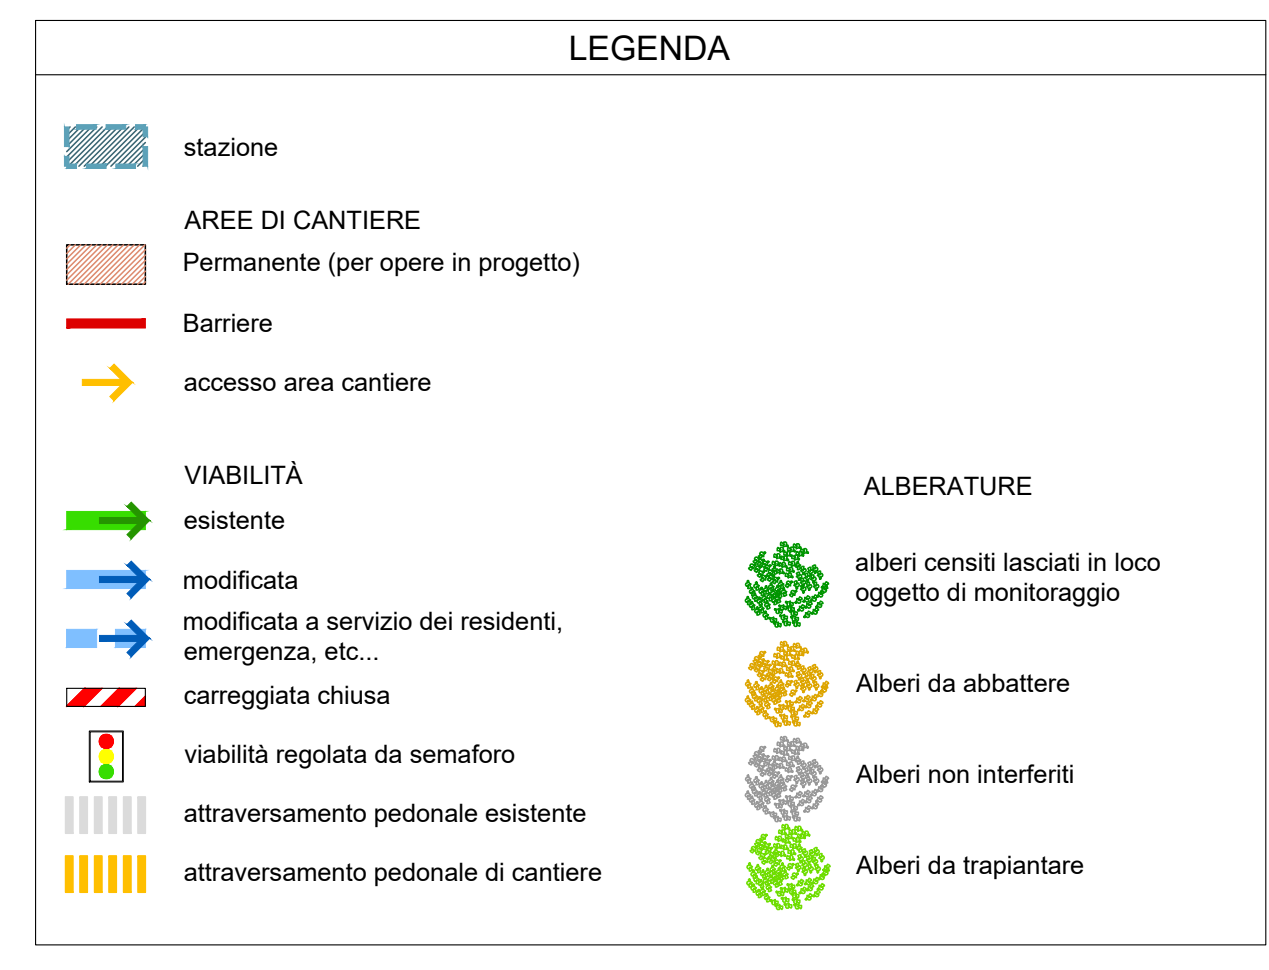 LEGENDA
stazione
AREE DI CANTIERE
Permanente (per opere in progetto)
Barriere
accesso area cantiere
VIABILITÀ
esistente
modificata
modificata a servizio dei residenti,
emergenza, etc...
carreggiata chiusa
viabilità regolata da semaforo
attraversamento pedonale esistente
attraversamento pedonale di cantiere
ALBERATURE
alberi censiti lasciati in loco
oggetto di monitoraggio
Alberi da abbattere
Alberi non interferiti
Alberi da trapiantare